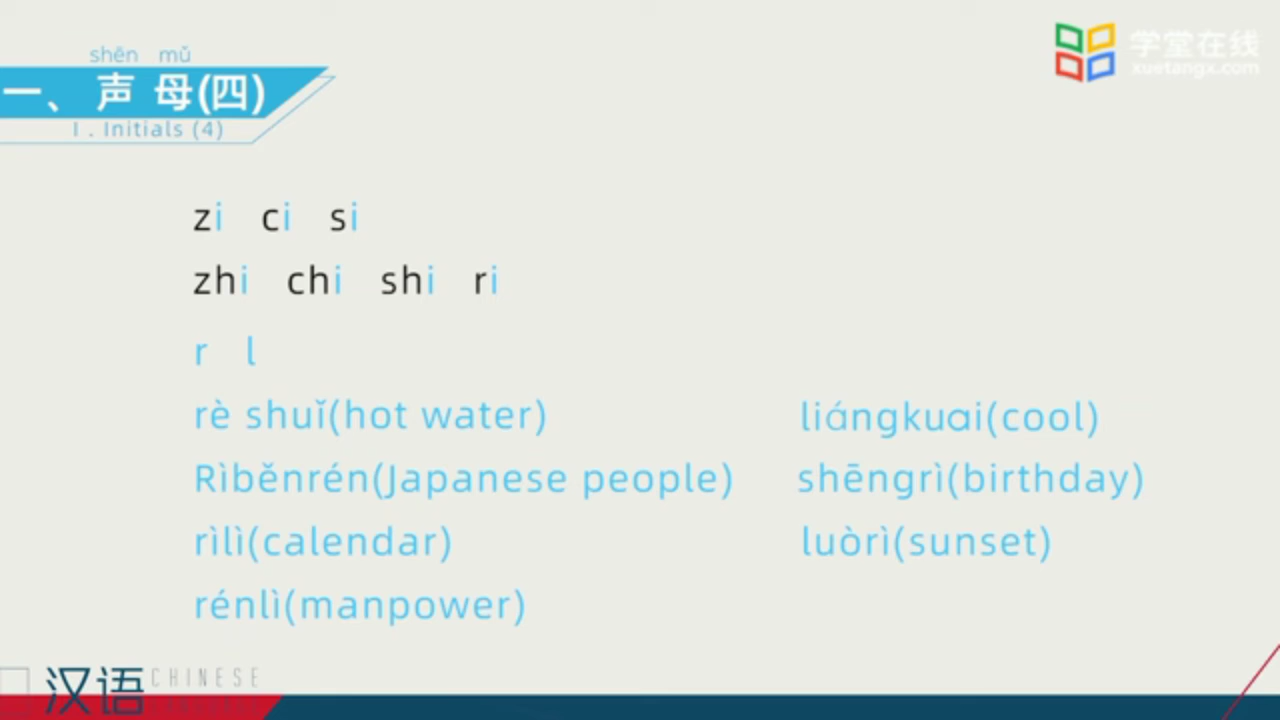 shēn mǔ
一、声母(四)
I . Initials (4)
学堂在线
xuetangx.com
zi ci si
zhi chi shi ri
r l
rè shuǐ(hot water) liángkuai(cool)
Rìběnrén(Japanese people) shēngrì(birthday)
rìlì(calendar) luòrì(sunset)
rénlì(manpower)
汉语 CHINESE